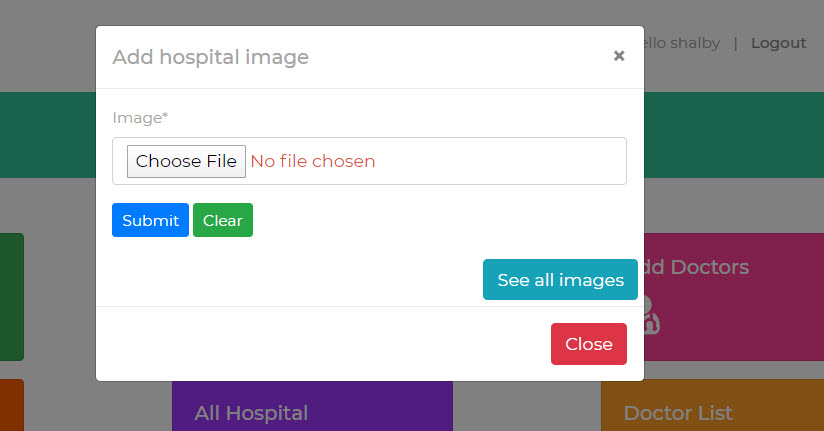 Add hospital image
×
ello shalby | Logout
Image*
Choose File No file chosen
Submit Clear
dd Doctors
See all images
Close
All Hospital
Doctor List